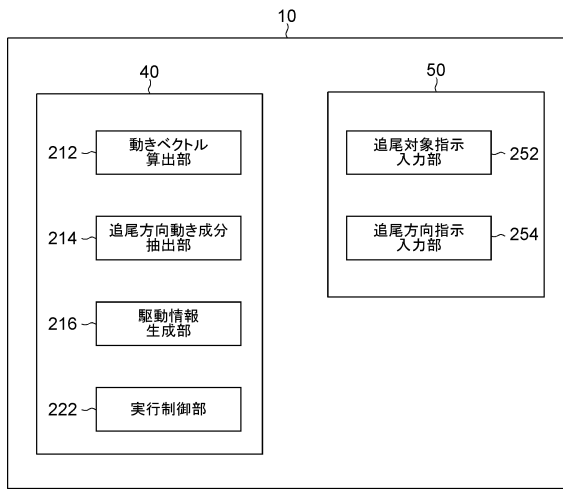 10
40
50
212
動きベクトル
算出部
追尾対象指示
入力部
252
214
追尾方向動き成分
抽出部
追尾方向指示
入力部
254
216
駆動情報
生成部
222
実行制御部